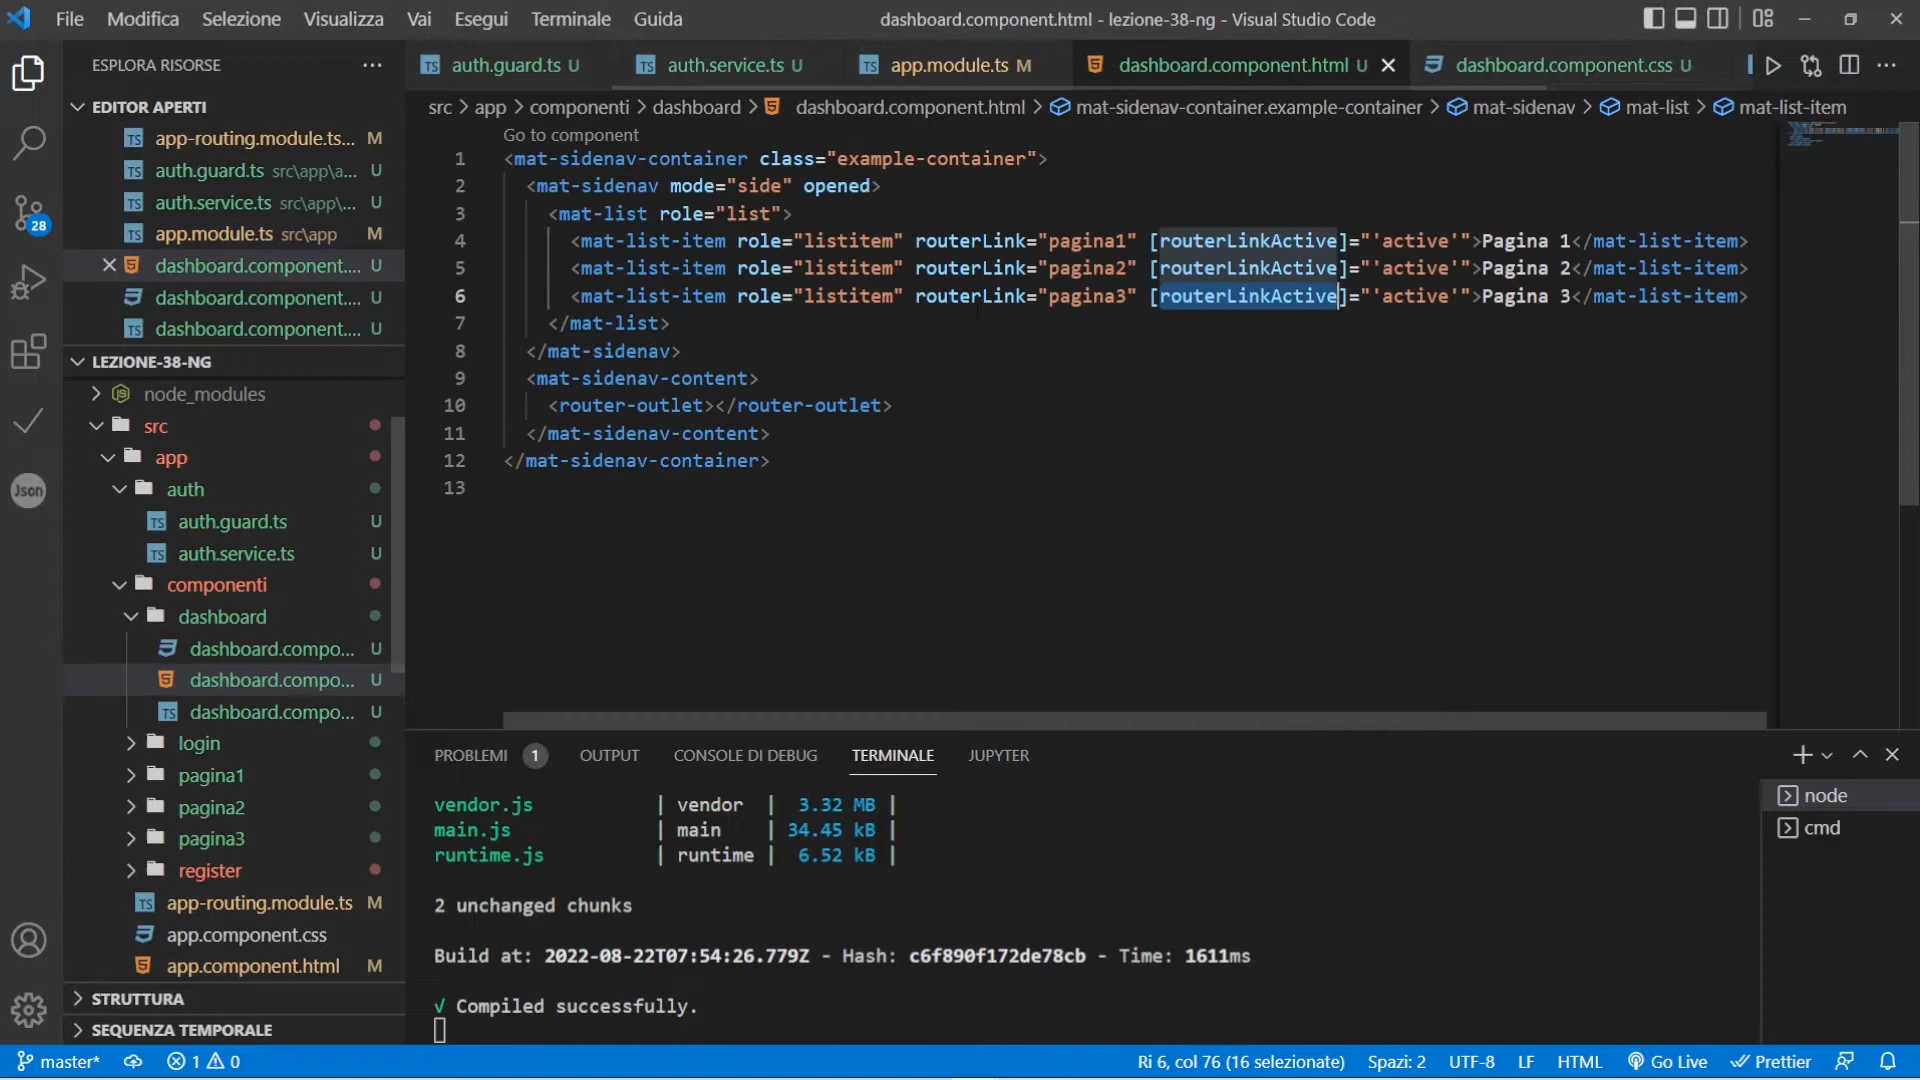 File Modifica Selezione Visualizza Vai Esegui Terminale Guida dashboard.component.html - lezione-38-ng - Visual Studio Code
ESPLORA RISORSE
EDITOR APERTI
app-routing.module.ts... M
auth.guard.ts src\app\a... U
auth.service.ts src\app\... U
app.module.ts src\app M
dashboard.component.... U
dashboard.component.... U
dashboard.component.... U
LEZIONE-38-NG
node_modules
src
app
auth
auth.guard.ts U
auth.service.ts U
componenti
dashboard
dashboard.compo... U
dashboard.compo... U
dashboard.compo... U
login
pagina1
pagina2
pagina3
register
app-routing.module.ts M
app.component.css
app.component.html M
STRUTTURA
SEQUENZA TEMPORALE
28
Json
auth.guard.ts U auth.service.ts U app.module.ts M dashboard.component.html U dashboard.component.css U
src > app > componenti > dashboard > dashboard.component.html > mat-sidenav-container.example-container > mat-sidenav > mat-list > mat-list-item
Go to component
1 <mat-sidenav-container class="example-container">
2 <mat-sidenav mode="side" opened>
3 <mat-list role="list">
4 <mat-list-item role="listitem" routerLink="pagina1" [routerLinkActive]="'active'">Pagina 1</mat-list-item>
5 <mat-list-item role="listitem" routerLink="pagina2" [routerLinkActive]="'active'">Pagina 2</mat-list-item>
6 <mat-list-item role="listitem" routerLink="pagina3" [routerLinkActive]="'active'">Pagina 3</mat-list-item>
7 </mat-list>
8 </mat-sidenav>
9 <mat-sidenav-content>
10 <router-outlet></router-outlet>
11 </mat-sidenav-content>
12 </mat-sidenav-container>
13
PROBLEMI 1 OUTPUT CONSOLE DI DEBUG TERMINALE JUPYTER
vendor.js | vendor | 3.32 MB |
main.js | main | 34.45 kB |
runtime.js | runtime | 6.52 kB |
2 unchanged chunks
Build at: 2022-08-22T07:54:26.779Z - Hash: c6f890f172de78cb - Time: 1611ms
√ Compiled successfully.
node
cmd
master* 1 0 Ri 6, col 76 (16 selezionate) Spazi: 2 UTF-8 LF HTML Go Live Prettier